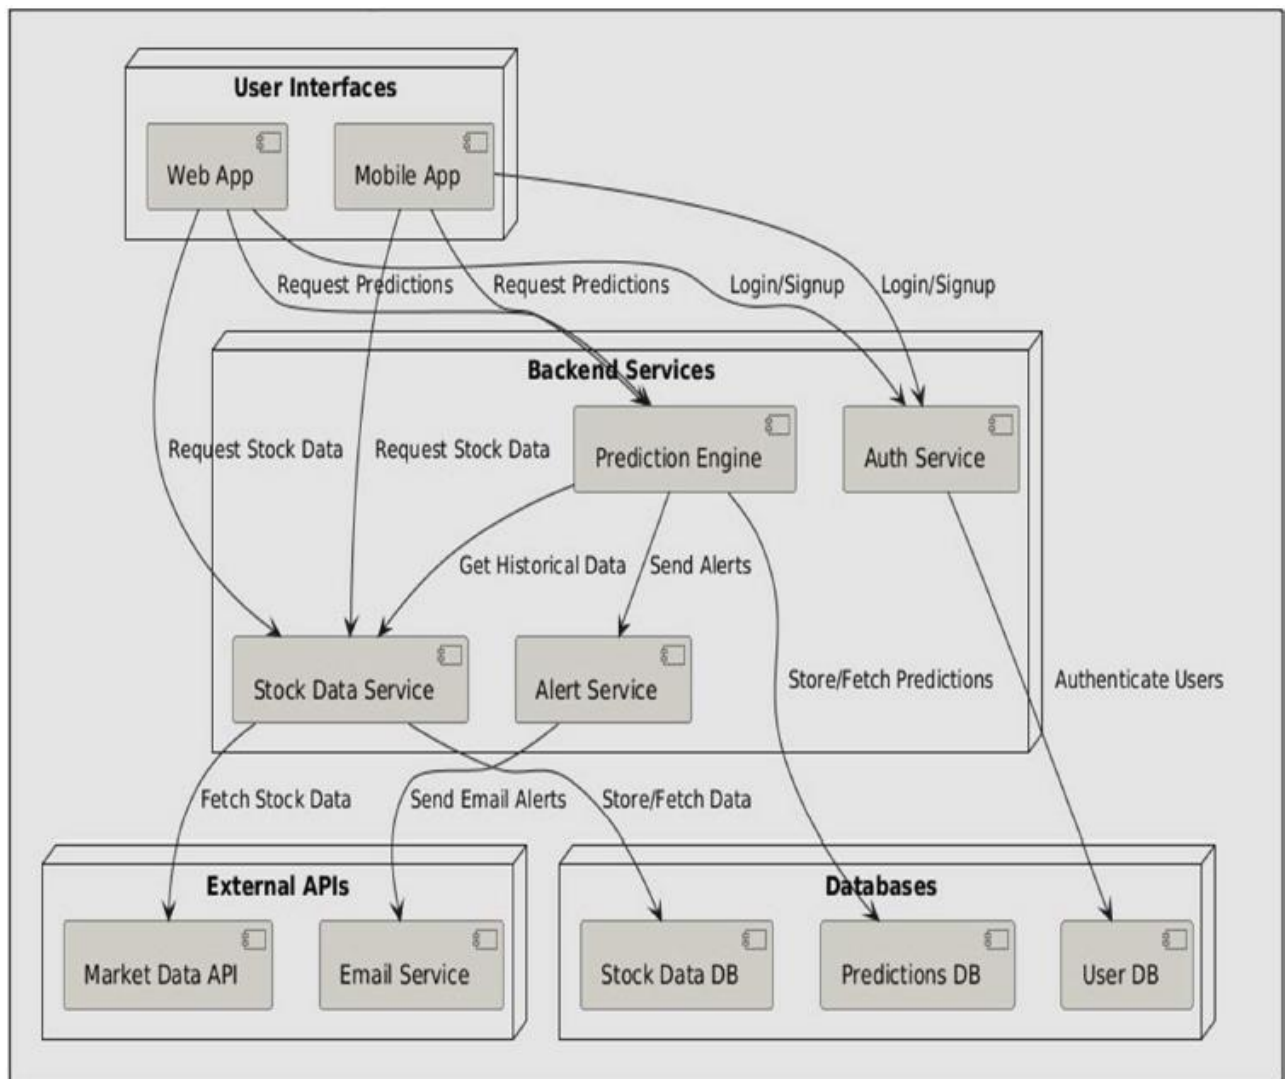 User Interfaces
Web App
Mobile App
Request Predictions
Request Predictions
Login/Signup
Login/Signup
Backend Services
Request Stock Data
Request Stock Data
Prediction Engine
Auth Service
Get Historical Data
Send Alerts
Stock Data Service
Alert Service
Store/Fetch Predictions
Authenticate Users
Fetch Stock Data
Send Email Alerts
Store/Fetch Data
External APIs
Databases
Market Data API
Email Service
Stock Data DB
Predictions DB
User DB